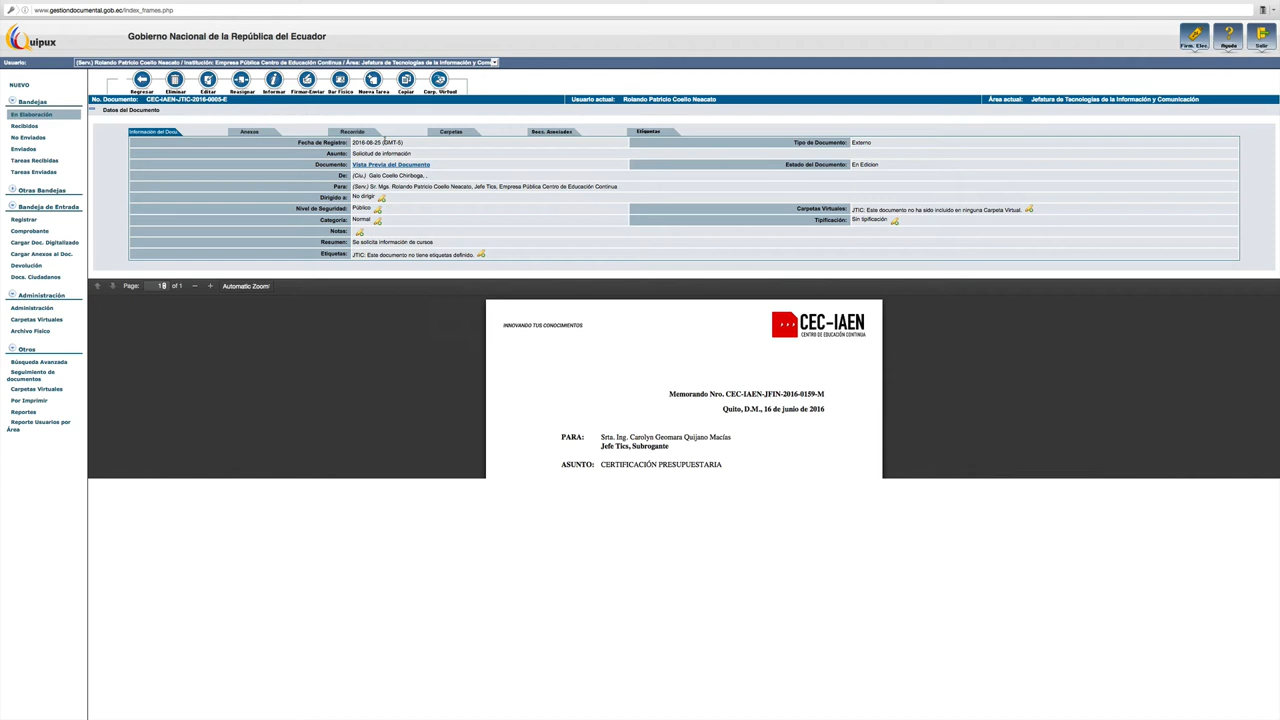 www.gestiondocumental.gob.ec/index_frames.php
Quipux
Gobierno Nacional de la República del Ecuador
Firm. Elec.
Ayuda
Salir
Usuario:
(Serv.) Rolando Patricio Coello Neacato / Institución: Empresa Pública Centro de Educación Continua / Área: Jefatura de Tecnologías de la Información y Com
NUEVO
Bandejas
En Elaboración
Recibidos
No Enviados
Enviados
Tareas Recibidas
Tareas Enviadas
Otras Bandejas
Bandeja de Entrada
Registrar
Comprobante
Cargar Doc. Digitalizado
Cargar Anexos al Doc.
Devolución
Docs. Ciudadanos
Administración
Administración
Carpetas Virtuales
Archivo Físico
Otros
Búsqueda Avanzada
Seguimiento de
documentos
Carpetas Virtuales
Por Imprimir
Reportes
Reporte Usuarios por
Área
Regresar
Eliminar
Editar
Reasignar
Informar
Firmar-Enviar
Dar Físico
Nueva Tarea
Copiar
Carp. Virtual
No. Documento: CEC-IAEN-JTIC-2016-0005-E
Usuario actual: Rolando Patricio Coello Neacato
Área actual: Jefatura de Tecnologías de la Información y Comunicación
Datos del Documento
Información del Docu
Anexos
Recorrido
Carpetas
Docs. Asociados
Etiquetas
Fecha de Registro: 2016-08-25 (GMT-5)
Tipo de Documento: Externo
Asunto: Solicitud de información
Documento: Vista Previa del Documento
Estado del Documento: En Edicion
De: (Ciu.) Galo Coello Chiriboga, ,
Para: (Serv.) Sr. Mgs. Rolando Patricio Coello Neacato, Jefe Tics, Empresa Pública Centro de Educación Continua
Dirigido a: No dirigir
Nivel de Seguridad: Público
Carpetas Virtuales: JTIC: Este documento no ha sido incluido en ninguna Carpeta Virtual.
Categoría: Normal
Tipificación: Sin tipificación
Notas:
Resumen: Se solicita información de cursos
Etiquetas: JTIC: Este documento no tiene etiquetas definido.
Page: 1 of 1 − + Automatic Zoom
INNOVANDO TUS CONOCIMIENTOS
CEC-IAEN
CENTRO DE EDUCACIÓN CONTINUA
Memorando Nro. CEC-IAEN-JFIN-2016-0159-M
Quito, D.M., 16 de junio de 2016
PARA: Srta. Ing. Carolyn Geomara Quijano Macías
Jefe Tics, Subrogante
ASUNTO: CERTIFICACIÓN PRESUPUESTARIA